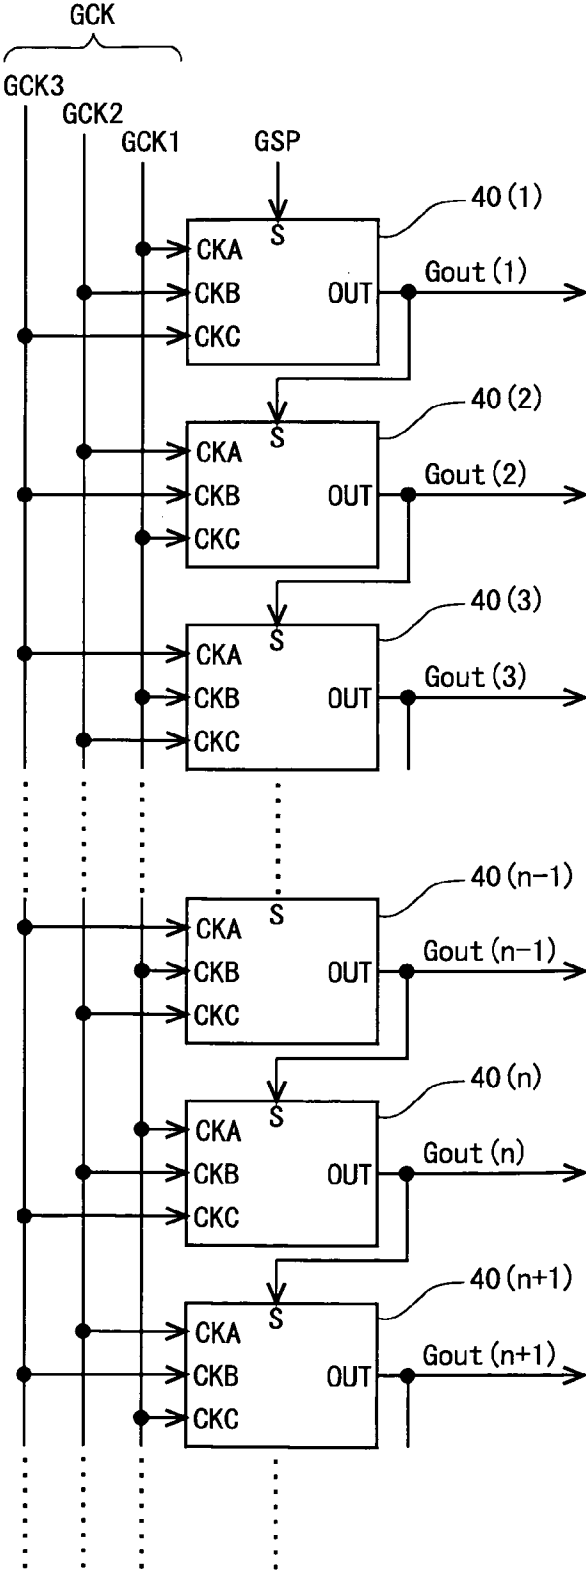 GCK
GCK3
GCK2
GCK1
GSP
40(1)
S
CKA
CKB
CKC
OUT
Gout(1)
40(2)
S
CKA
CKB
CKC
OUT
Gout(2)
40(3)
S
CKA
CKB
CKC
OUT
Gout(3)
40(n-1)
S
CKA
CKB
CKC
OUT
Gout(n-1)
40(n)
S
CKA
CKB
CKC
OUT
Gout(n)
40(n+1)
S
CKA
CKB
CKC
OUT
Gout(n+1)